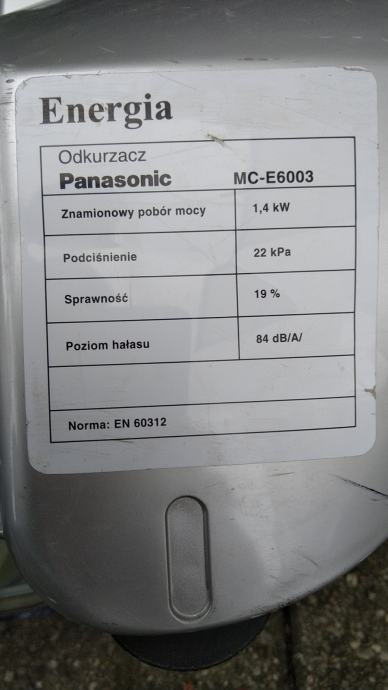 Energia
Odkurzacz
Panasonic MC-E6003
Znamionowy pobór mocy 1,4 kW
Podciśnienie 22 kPa
Sprawność 19 %
Poziom hałasu 84 dB/A/
Norma: EN 60312